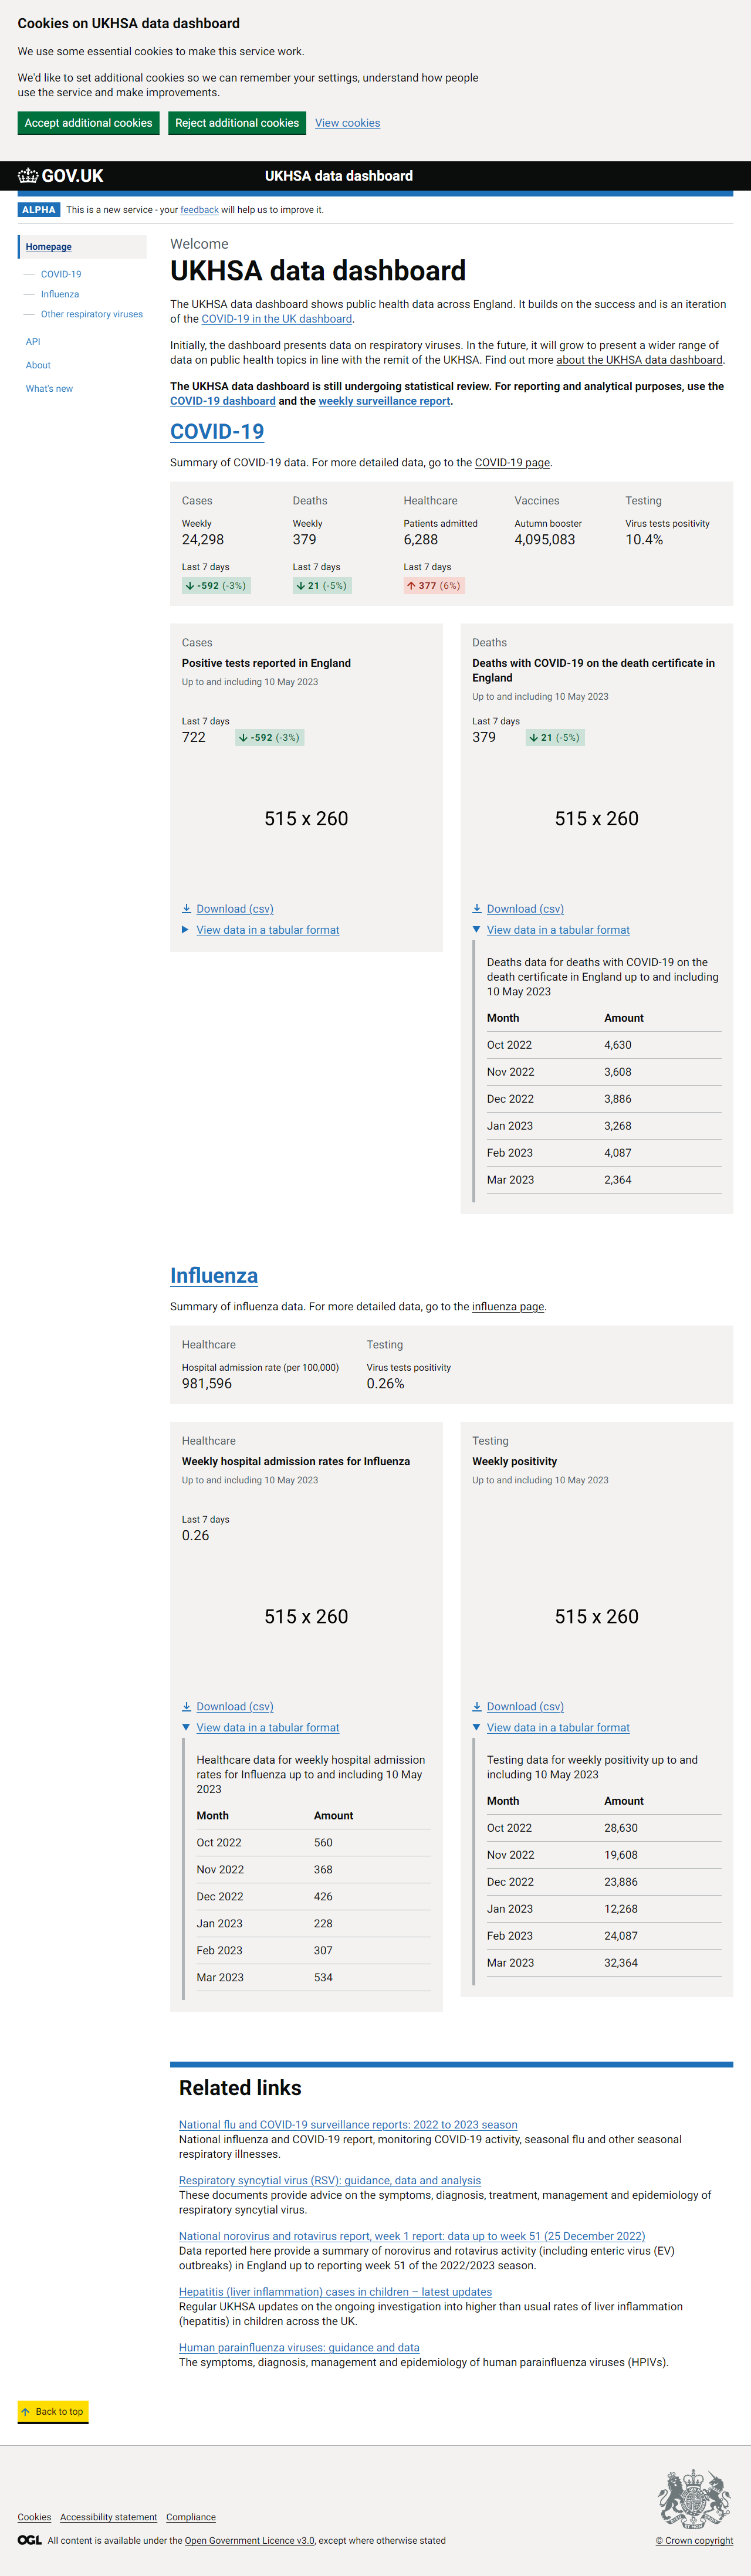 Cookies on UKHSA data dashboard
We use some essential cookies to make this service work.
We'd like to set additional cookies so we can remember your settings, understand how people
use the service and make improvements.
Accept additional cookies
Reject additional cookies
View cookies
GOV.UK
UKHSA data dashboard
ALPHA
This is a new service - your feedback will help us to improve it.
Homepage
COVID-19
Influenza
Other respiratory viruses
API
About
What's new
Welcome
UKHSA data dashboard
The UKHSA data dashboard shows public health data across England. It builds on the success and is an iteration
of the COVID-19 in the UK dashboard.
Initially, the dashboard presents data on respiratory viruses. In the future, it will grow to present a wider range of
data on public health topics in line with the remit of the UKHSA. Find out more about the UKHSA data dashboard.
The UKHSA data dashboard is still undergoing statistical review. For reporting and analytical purposes, use the
COVID-19 dashboard and the weekly surveillance report.
COVID-19
Summary of COVID-19 data. For more detailed data, go to the COVID-19 page.
Cases
Weekly
24,298
Last 7 days
-592 (-3%)
Deaths
Weekly
379
Last 7 days
21 (-5%)
Healthcare
Patients admitted
6,288
Last 7 days
377 (6%)
Vaccines
Autumn booster
4,095,083
Testing
Virus tests positivity
10.4%
Cases
Positive tests reported in England
Up to and including 10 May 2023
Last 7 days
722
-592 (-3%)
515 x 260
Download (csv)
View data in a tabular format
Deaths
Deaths with COVID-19 on the death certificate in
England
Up to and including 10 May 2023
Last 7 days
379
21 (-5%)
515 x 260
Download (csv)
View data in a tabular format
Deaths data for deaths with COVID-19 on the
death certificate in England up to and including
10 May 2023
Month Amount
Oct 2022 4,630
Nov 2022 3,608
Dec 2022 3,886
Jan 2023 3,268
Feb 2023 4,087
Mar 2023 2,364
Influenza
Summary of influenza data. For more detailed data, go to the influenza page.
Healthcare
Hospital admission rate (per 100,000)
981,596
Testing
Virus tests positivity
0.26%
Healthcare
Weekly hospital admission rates for Influenza
Up to and including 10 May 2023
Last 7 days
0.26
515 x 260
Download (csv)
View data in a tabular format
Healthcare data for weekly hospital admission
rates for Influenza up to and including 10 May
2023
Month Amount
Oct 2022 560
Nov 2022 368
Dec 2022 426
Jan 2023 228
Feb 2023 307
Mar 2023 534
Testing
Weekly positivity
Up to and including 10 May 2023
515 x 260
Download (csv)
View data in a tabular format
Testing data for weekly positivity up to and
including 10 May 2023
Month Amount
Oct 2022 28,630
Nov 2022 19,608
Dec 2022 23,886
Jan 2023 12,268
Feb 2023 24,087
Mar 2023 32,364
Related links
National flu and COVID-19 surveillance reports: 2022 to 2023 season
National influenza and COVID-19 report, monitoring COVID-19 activity, seasonal flu and other seasonal
respiratory illnesses.
Respiratory syncytial virus (RSV): guidance, data and analysis
These documents provide advice on the symptoms, diagnosis, treatment, management and epidemiology of
respiratory syncytial virus.
National norovirus and rotavirus report, week 1 report: data up to week 51 (25 December 2022)
Data reported here provide a summary of norovirus and rotavirus activity (including enteric virus (EV)
outbreaks) in England up to reporting week 51 of the 2022/2023 season.
Hepatitis (liver inflammation) cases in children – latest updates
Regular UKHSA updates on the ongoing investigation into higher than usual rates of liver inflammation
(hepatitis) in children across the UK.
Human parainfluenza viruses: guidance and data
The symptoms, diagnosis, management and epidemiology of human parainfluenza viruses (HPIVs).
Back to top
Cookies
Accessibility statement
Compliance
OGL
All content is available under the Open Government Licence v3.0, except where otherwise stated
© Crown copyright